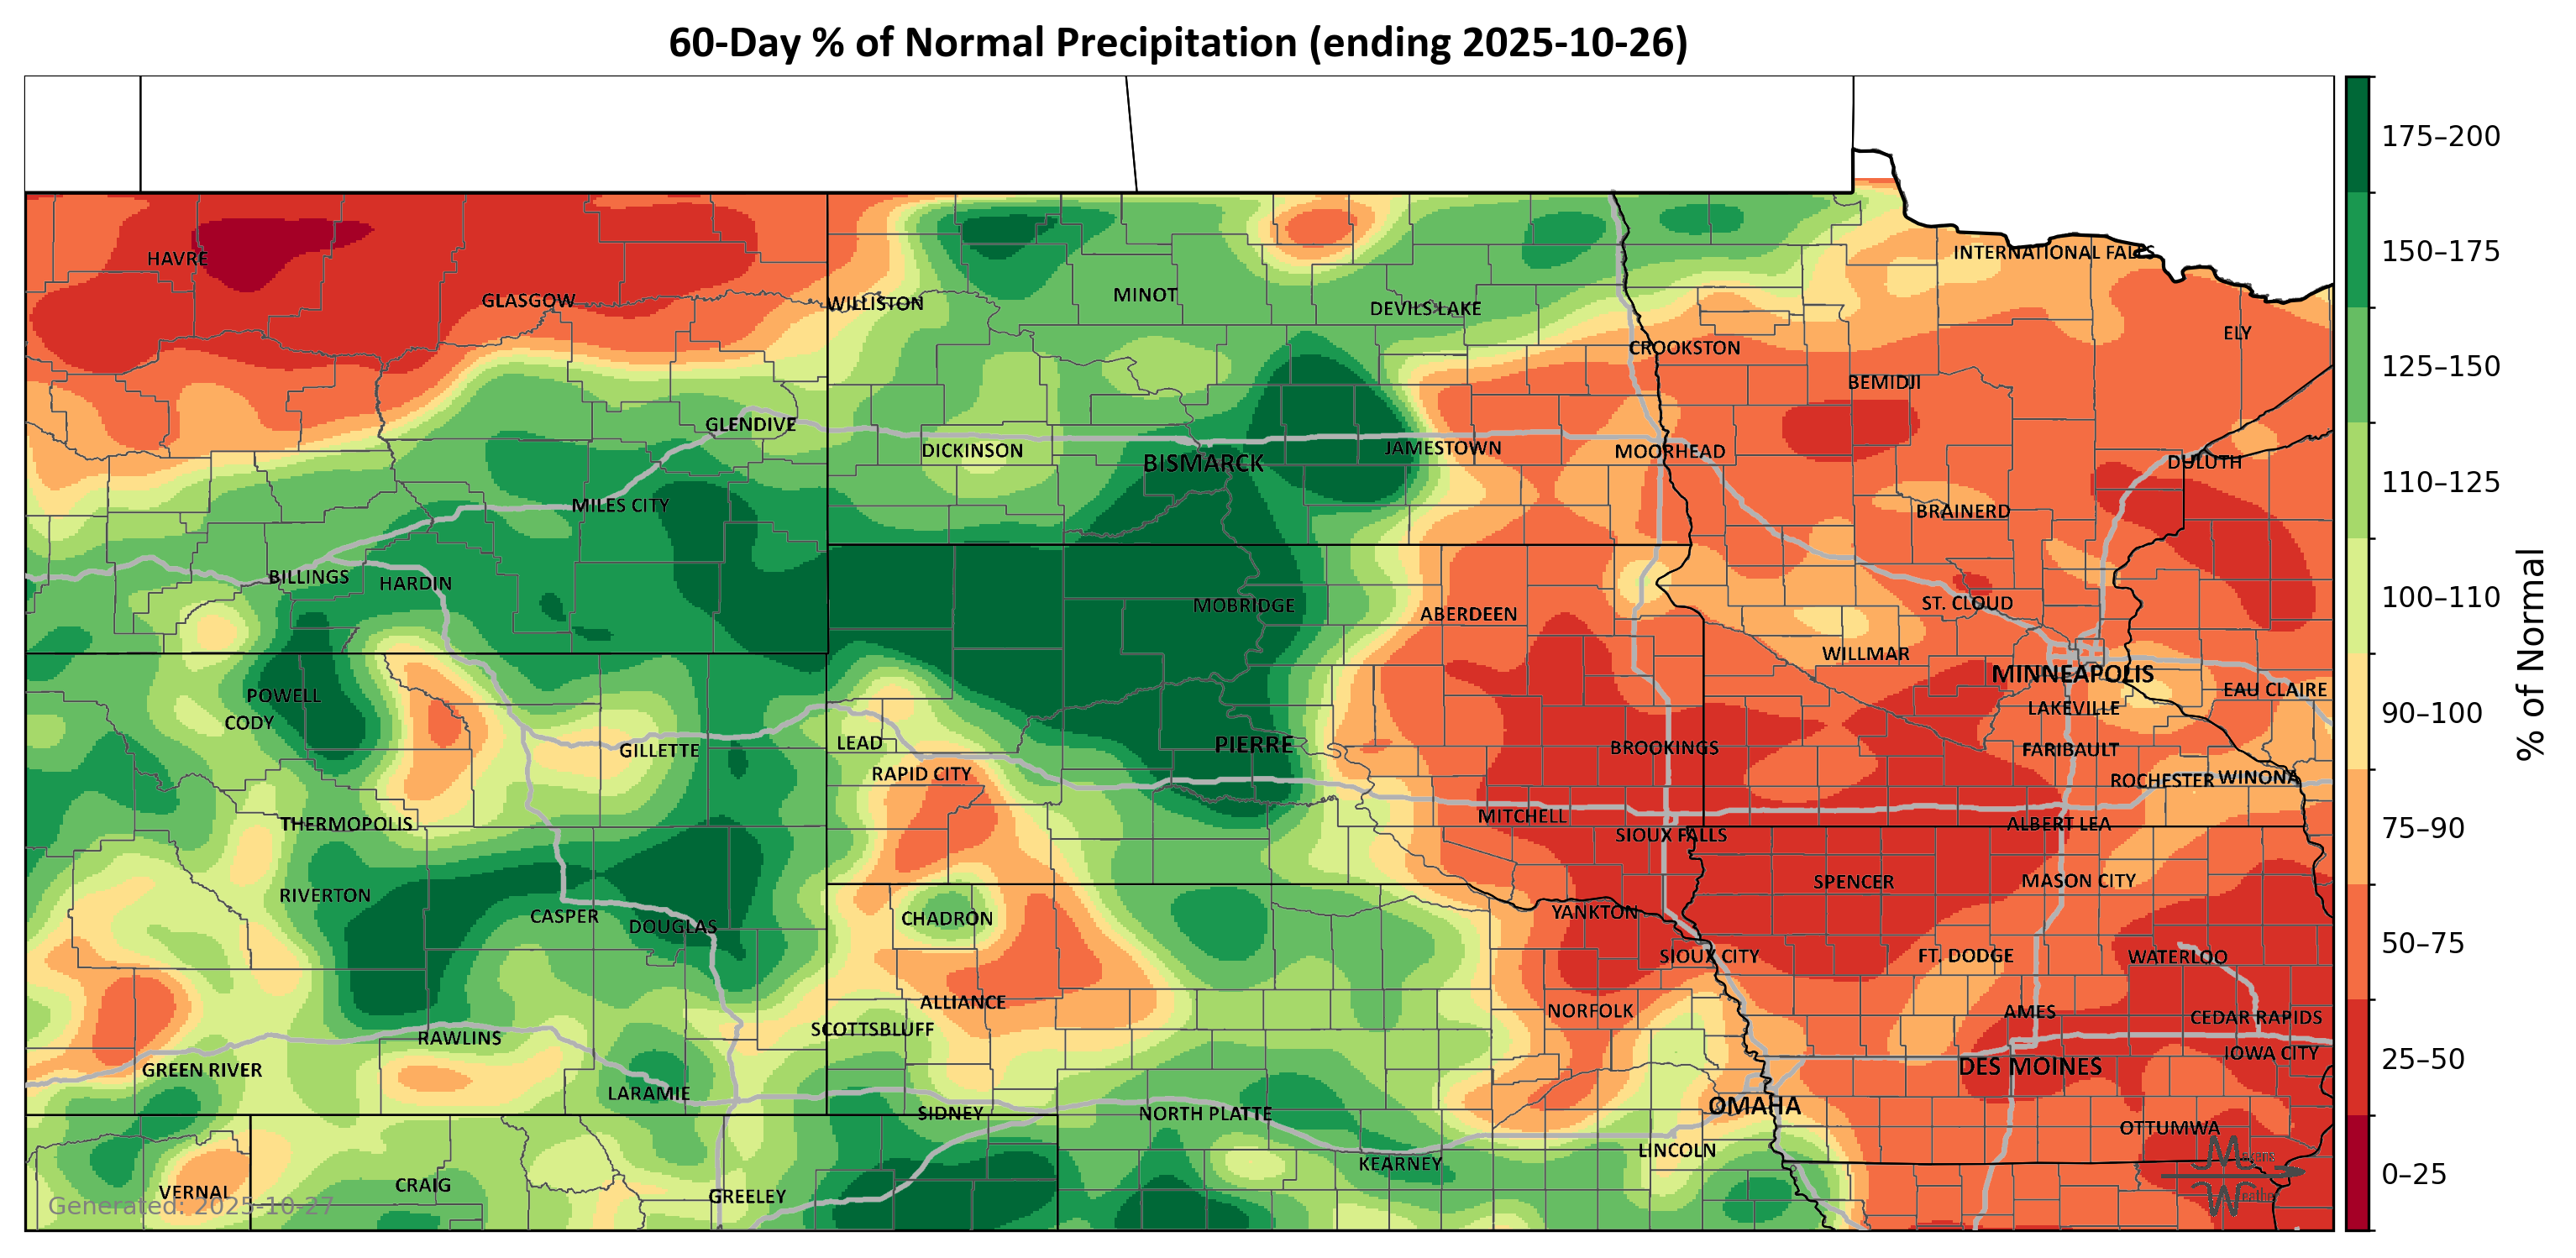 60-Day % of Normal Precipitation (ending 2025-10-26)
175–200
INTERNATIONAL FALLS
150–175
HAVRE
MINOT
GLASGOW
WILLISTON
DEVILS LAKE
ELY
CROOKSTON
125–150
BEMIDJI
GLENDIVE
DICKINSON
JAMESTOWN
MOORHEAD
BISMARCK
DULUTH
110–125
MILES CITY
BRAINERD
BILLINGS
HARDIN
100–110
MOBRIDGE
ST. CLOUD
ABERDEEN
WILLMAR
MINNEAPOLIS
% of Normal
POWELL
EAU CLAIRE
LAKEVILLE
90–100
CODY
LEAD
PIERRE
GILLETTE
BROOKINGS
FARIBAULT
RAPID CITY
ROCHESTER
WINONA
MITCHELL
THERMOPOLIS
ALBERT LEA
75–90
SIOUX FALLS
SPENCER
MASON CITY
RIVERTON
CASPER
CHADRON
YANKTON
DOUGLAS
50–75
SIOUX CITY
FT. DODGE
WATERLOO
ALLIANCE
NORFOLK
AMES
CEDAR RAPIDS
SCOTTSBLUFF
RAWLINS
IOWA CITY
25–50
GREEN RIVER
DES MOINES
LARAMIE
OMAHA
SIDNEY
NORTH PLATTE
OTTUMWA
LINCOLN
Mavens
KEARNEY
0–25
VERNAL
CRAIG
GREELEY
Weather
Generated: 2025-10-27